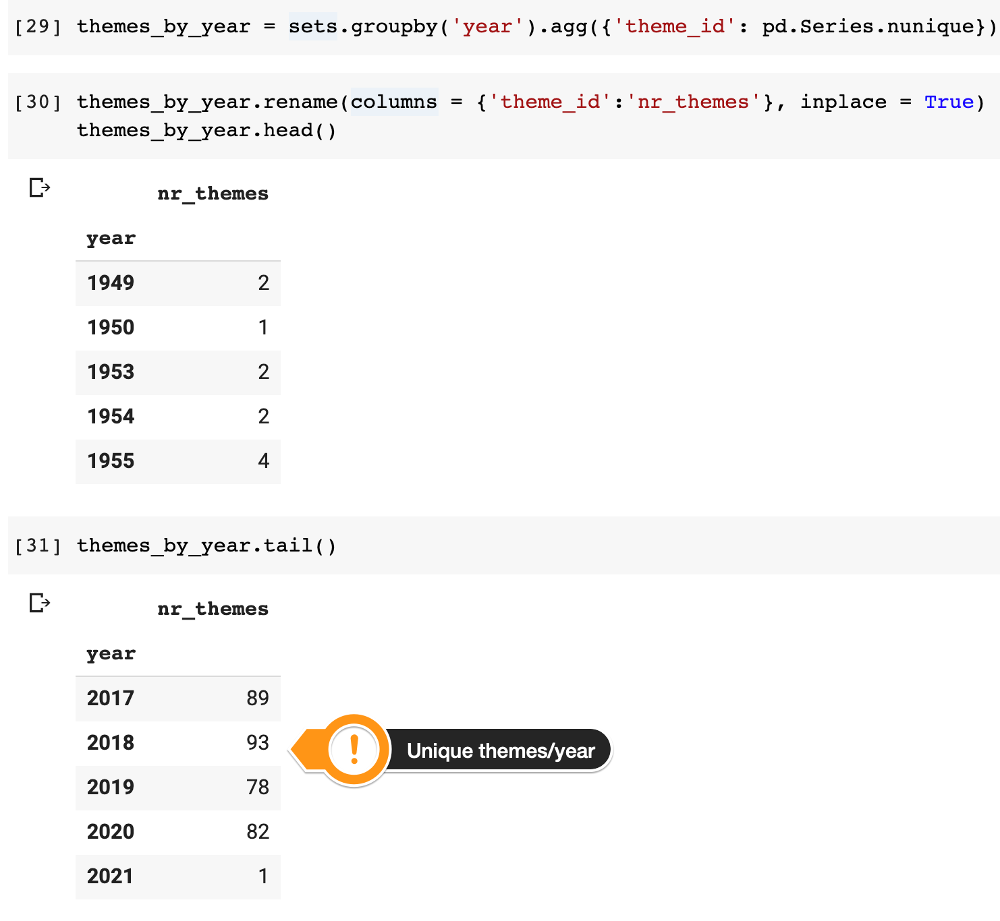 [29] themes_by_year = sets.groupby('year').agg({'theme_id': pd.Series.nunique})
[30] themes_by_year.rename(columns = {'theme_id':'nr_themes'}, inplace = True)
themes_by_year.head()
nr_themes
year
1949 2
1950 1
1953 2
1954 2
1955 4
[31] themes_by_year.tail()
nr_themes
year
2017 89
2018 93
! Unique themes/year
2019 78
2020 82
2021 1